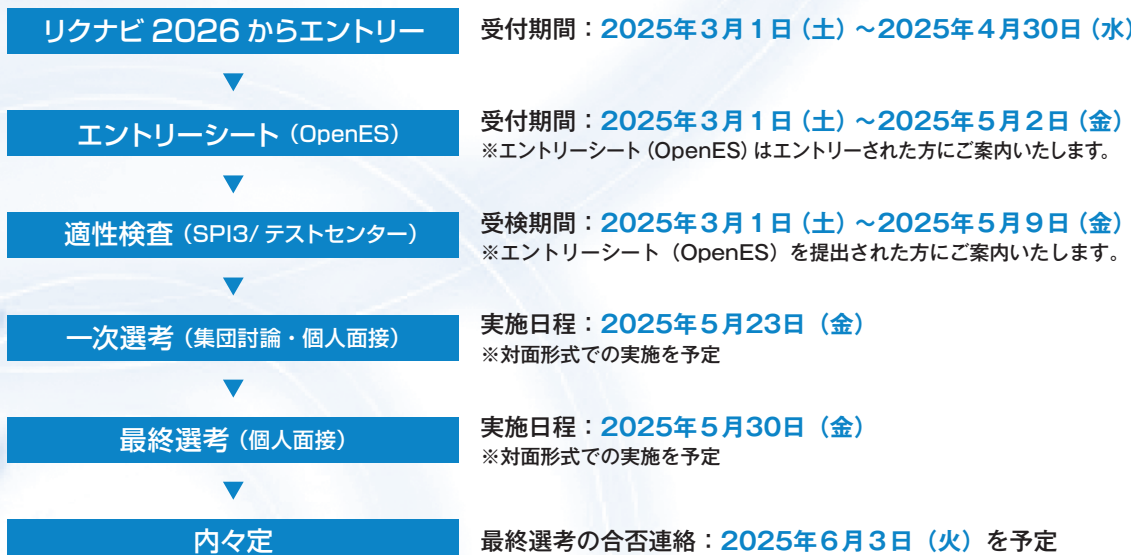 リクナビ 2026 からエントリー
受付期間：2025年3月1日（土）～2025年4月30日（水）
▼
エントリーシート（OpenES）
受付期間：2025年3月1日（土）～2025年5月2日（金）
※エントリーシート（OpenES）はエントリーされた方にご案内いたします。
▼
適性検査（SPI3/テストセンター）
受検期間：2025年3月1日（土）～2025年5月9日（金）
※エントリーシート（OpenES）を提出された方にご案内いたします。
▼
一次選考（集団討論・個人面接）
実施日程：2025年5月23日（金）
※対面形式での実施を予定
▼
最終選考（個人面接）
実施日程：2025年5月30日（金）
※対面形式での実施を予定
▼
内々定
最終選考の合否連絡：2025年6月3日（火）を予定